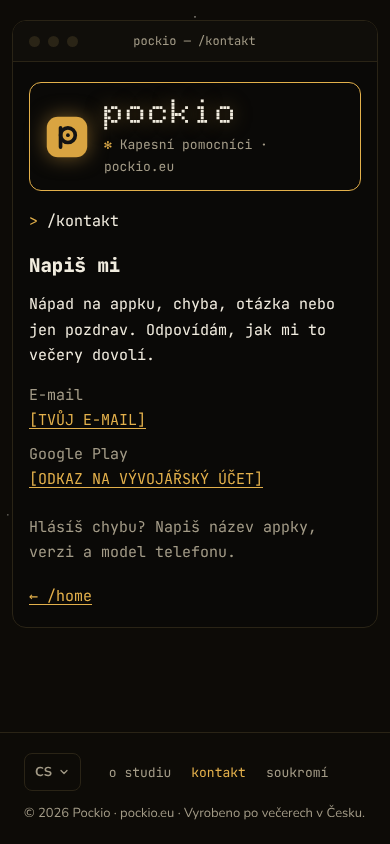 pockio — /kontakt
pockio
✻ Kapesní pomocníci ·
pockio.eu
> /kontakt
Napiš mi
Nápad na appku, chyba, otázka nebo
jen pozdrav. Odpovídám, jak mi to
večery dovolí.
E-mail
[TVŮJ E-MAIL]
Google Play
[ODKAZ NA VÝVOJÁŘSKÝ ÚČET]
Hlásíš chybu? Napiš název appky,
verzi a model telefonu.
← /home
CS
o studiu kontakt soukromí
© 2026 Pockio · pockio.eu · Vyrobeno po večerech v Česku.